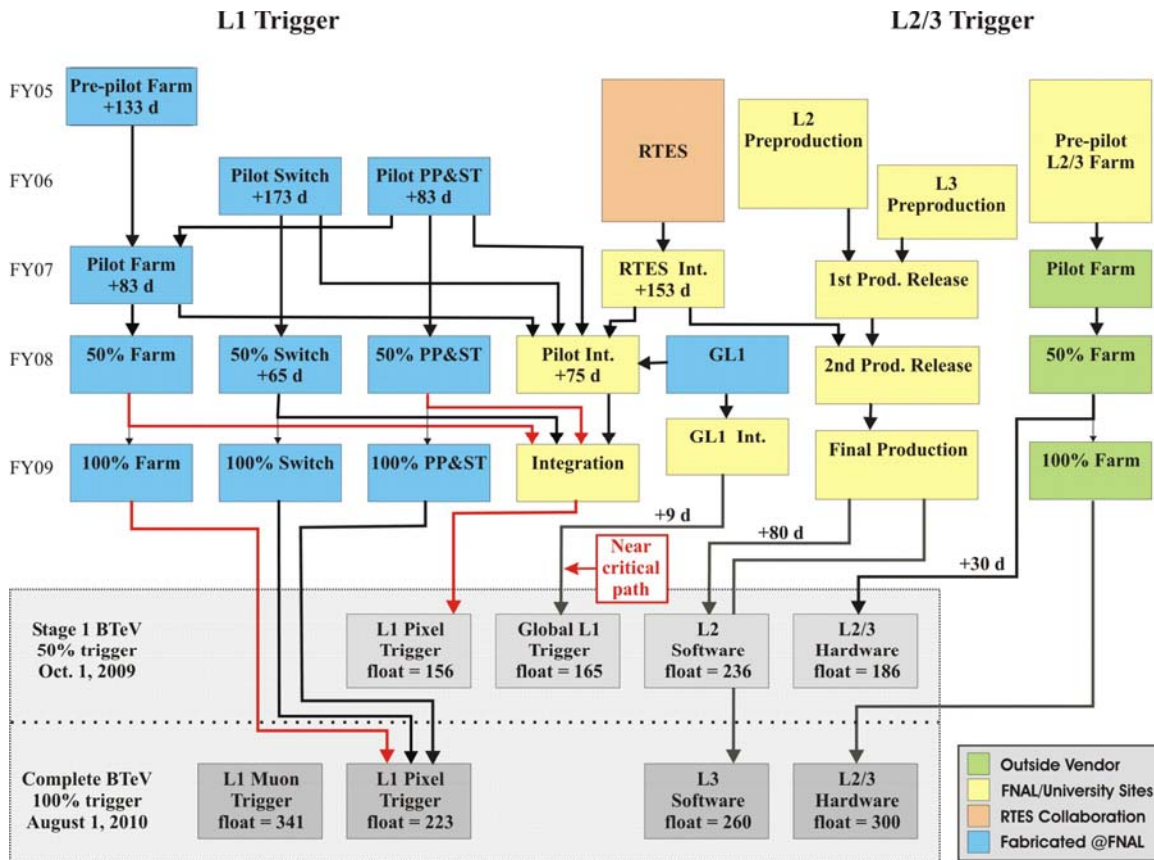 L1 Trigger
L2/3 Trigger
FY05
Pre-pilot Farm
+133 d
RTES
L2
Preproduction
Pre-pilot
L2/3 Farm
FY06
Pilot Switch
+173 d
Pilot PP&ST
+83 d
L3
Preproduction
FY07
Pilot Farm
+83 d
RTES Int.
+153 d
1st Prod. Release
Pilot Farm
FY08
50% Farm
50% Switch
+65 d
50% PP&ST
Pilot Int.
+75 d
GL1
2nd Prod. Release
50% Farm
GL1 Int.
FY09
100% Farm
100% Switch
100% PP&ST
Integration
Final Production
100% Farm
+9 d
+80 d
+30 d
Near
critical
path
Stage 1 BTeV
50% trigger
Oct. 1, 2009
L1 Pixel
Trigger
float = 156
Global L1
Trigger
float = 165
L2
Software
float = 236
L2/3
Hardware
float = 186
Complete BTeV
100% trigger
August 1, 2010
L1 Muon
Trigger
float = 341
L1 Pixel
Trigger
float = 223
L3
Software
float = 260
L2/3
Hardware
float = 300
Outside Vendor
FNAL/University Sites
RTES Collaboration
Fabricated @FNAL